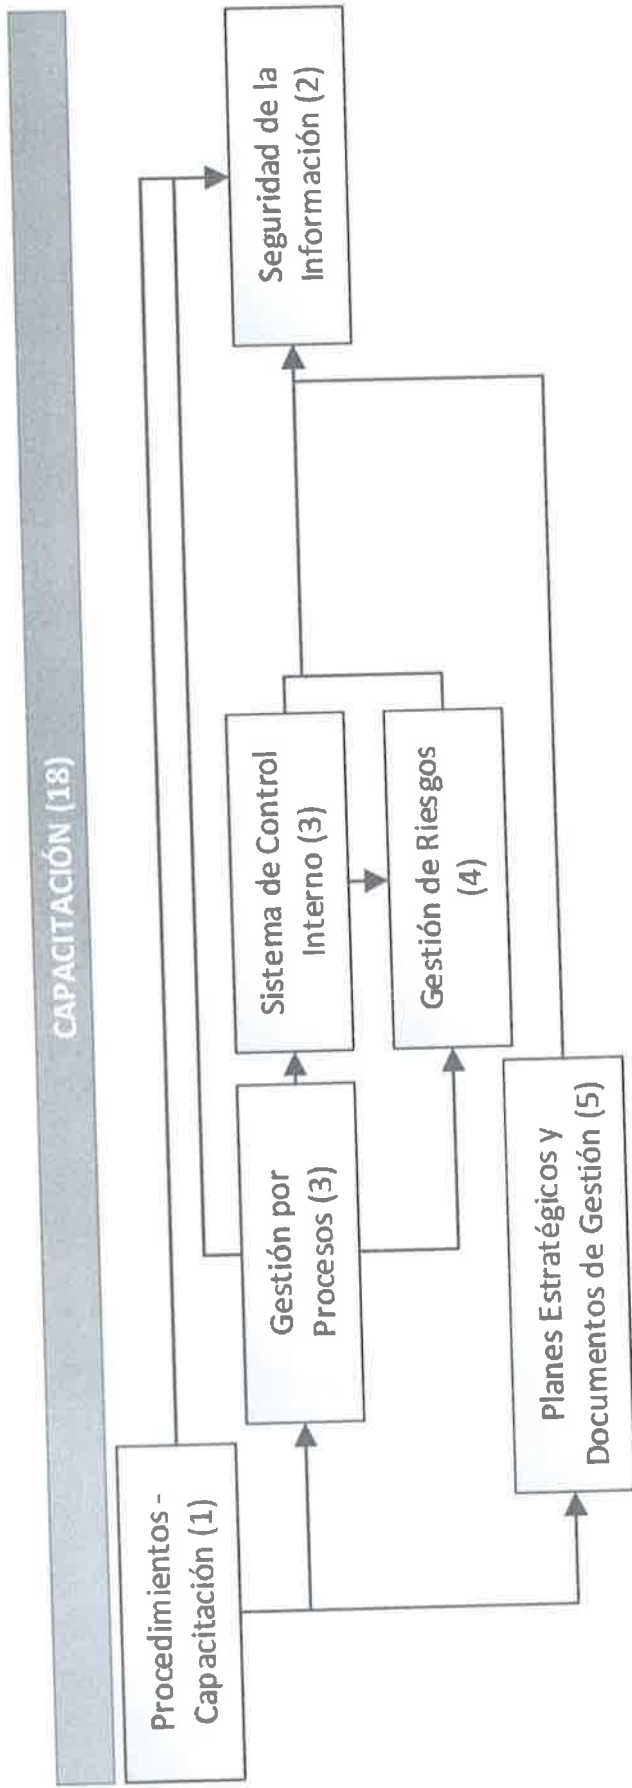 CAPACITACIÓN (18)
Procedimientos -
Capacitación (1)
Gestión por
Procesos (3)
Sistema de Control
Interno (3)
Gestión de Riesgos
(4)
Planes Estratégicos y
Documentos de Gestión (5)
Seguridad de la
Información (2)